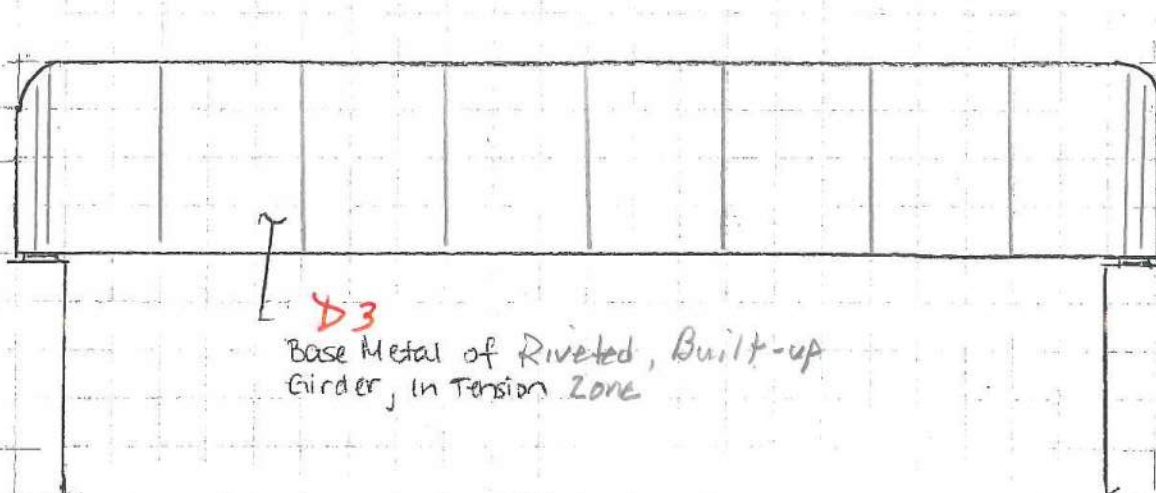 D3
Base Metal of Riveted, Built-up
Girder, In Tension Zone